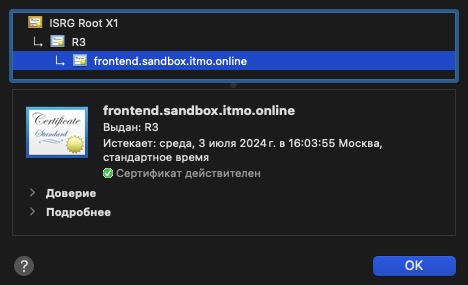 ISRG Root X1
R3
frontend.sandbox.itmo.online
Certificate
Standard
frontend.sandbox.itmo.online
Выдан: R3
Истекает: среда, 3 июля 2024 г. в 16:03:55 Москва,
стандартное время
Сертификат действителен
Доверие
Подробнее
?
OK